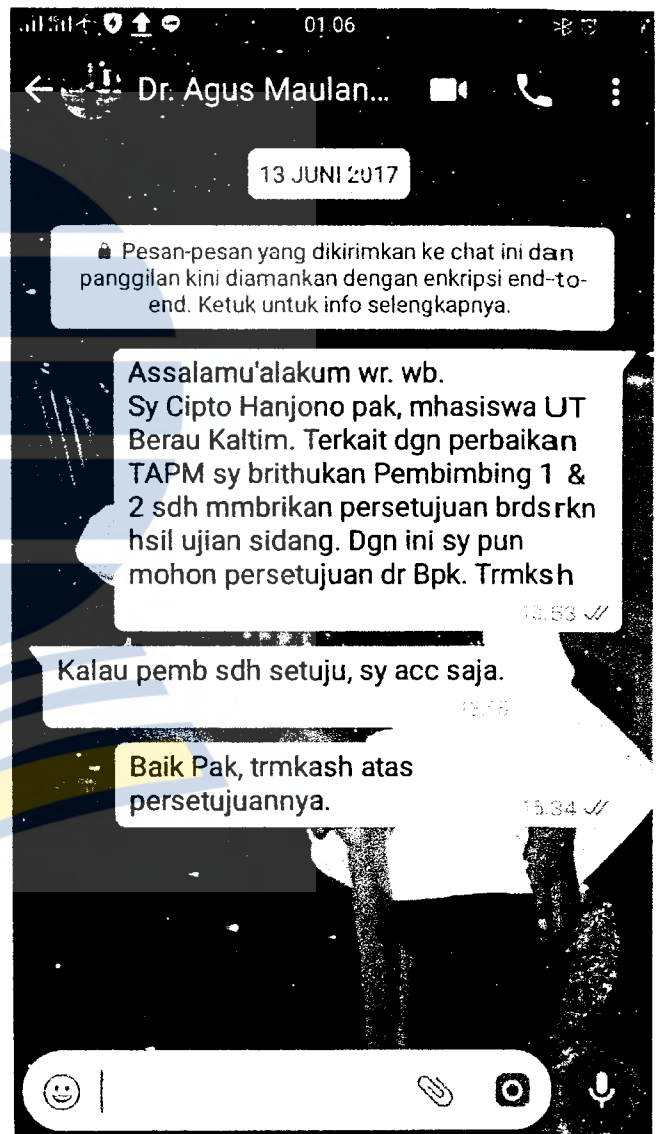 01.06
Dr. Agus Maulan...
13 JUNI 2017
Pesan-pesan yang dikirimkan ke chat ini dan
panggilan kini diamankan dengan enkripsi end-to-
end. Ketuk untuk info selengkapnya.
Assalamu'alakum wr. wb.
Sy Cipto Hanjono pak, mhasiswa UT
Berau Kaltim. Terkait dgn perbaikan
TAPM sy brithukan Pembimbing 1 &
2 sdh mmbrikan persetujuan brdsrkn
hsil ujian sidang. Dgn ini sy pun
mohon persetujuan dr Bpk. Trmksh
Kalau pemb sdh setuju, sy acc saja.
Baik Pak, trmkash atas
persetujuannya.
15.34